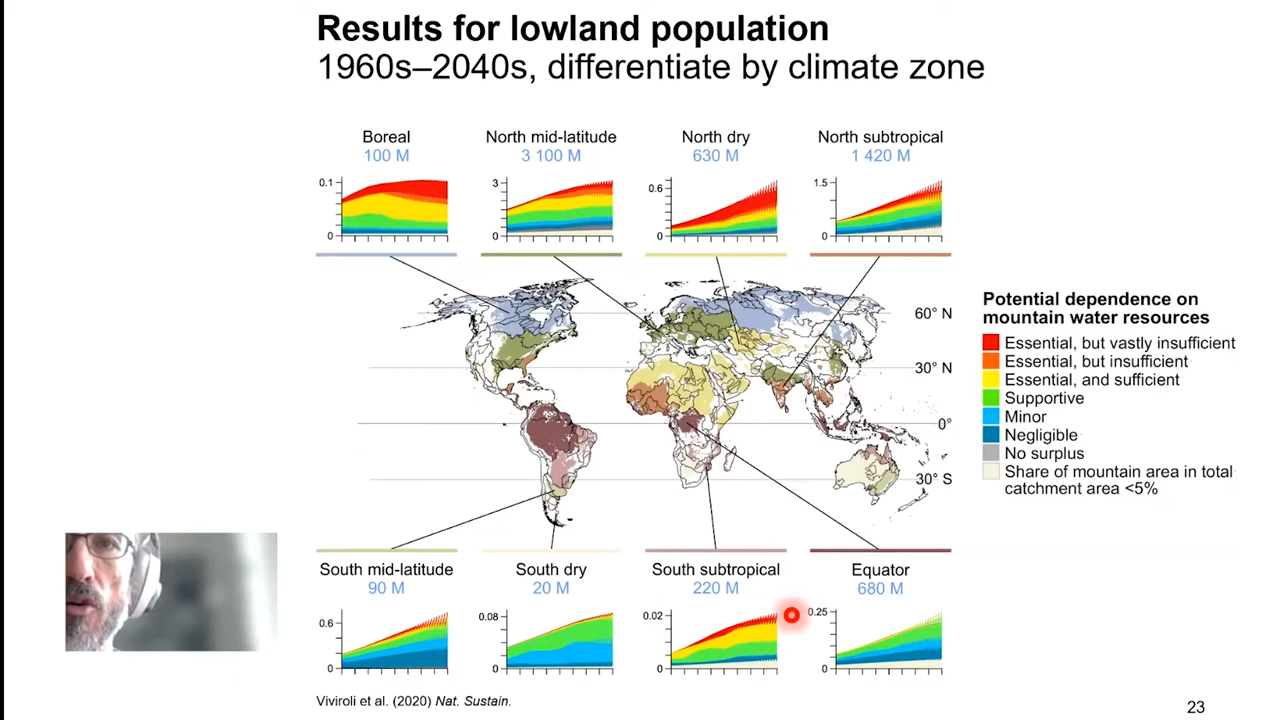 Results for lowland population
1960s–2040s, differentiate by climate zone
Boreal
100 M
North mid-latitude
3 100 M
North dry
630 M
North subtropical
1 420 M
0.1
0
3
0
0.6
0
1.5
0
60° N
30° N
0°
30° S
Potential dependence on
mountain water resources
Essential, but vastly insufficient
Essential, but insufficient
Essential, and sufficient
Supportive
Minor
Negligible
No surplus
Share of mountain area in total
catchment area <5%
South mid-latitude
90 M
South dry
20 M
South subtropical
220 M
Equator
680 M
0.6
0
0.08
0
0.02
0
0.25
0
Viviroli et al. (2020) Nat. Sustain.
23